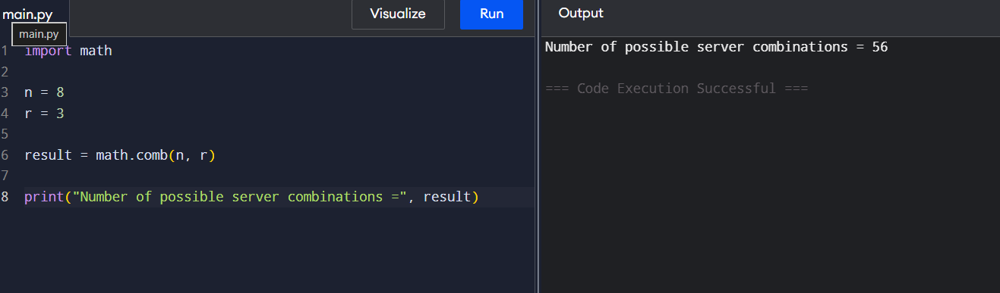 main.py
Visualize
Run
Output
main.py
1 import math
2
3 n = 8
4 r = 3
5
6 result = math.comb(n, r)
7
8 print("Number of possible server combinations =", result)
Number of possible server combinations = 56
=== Code Execution Successful ===